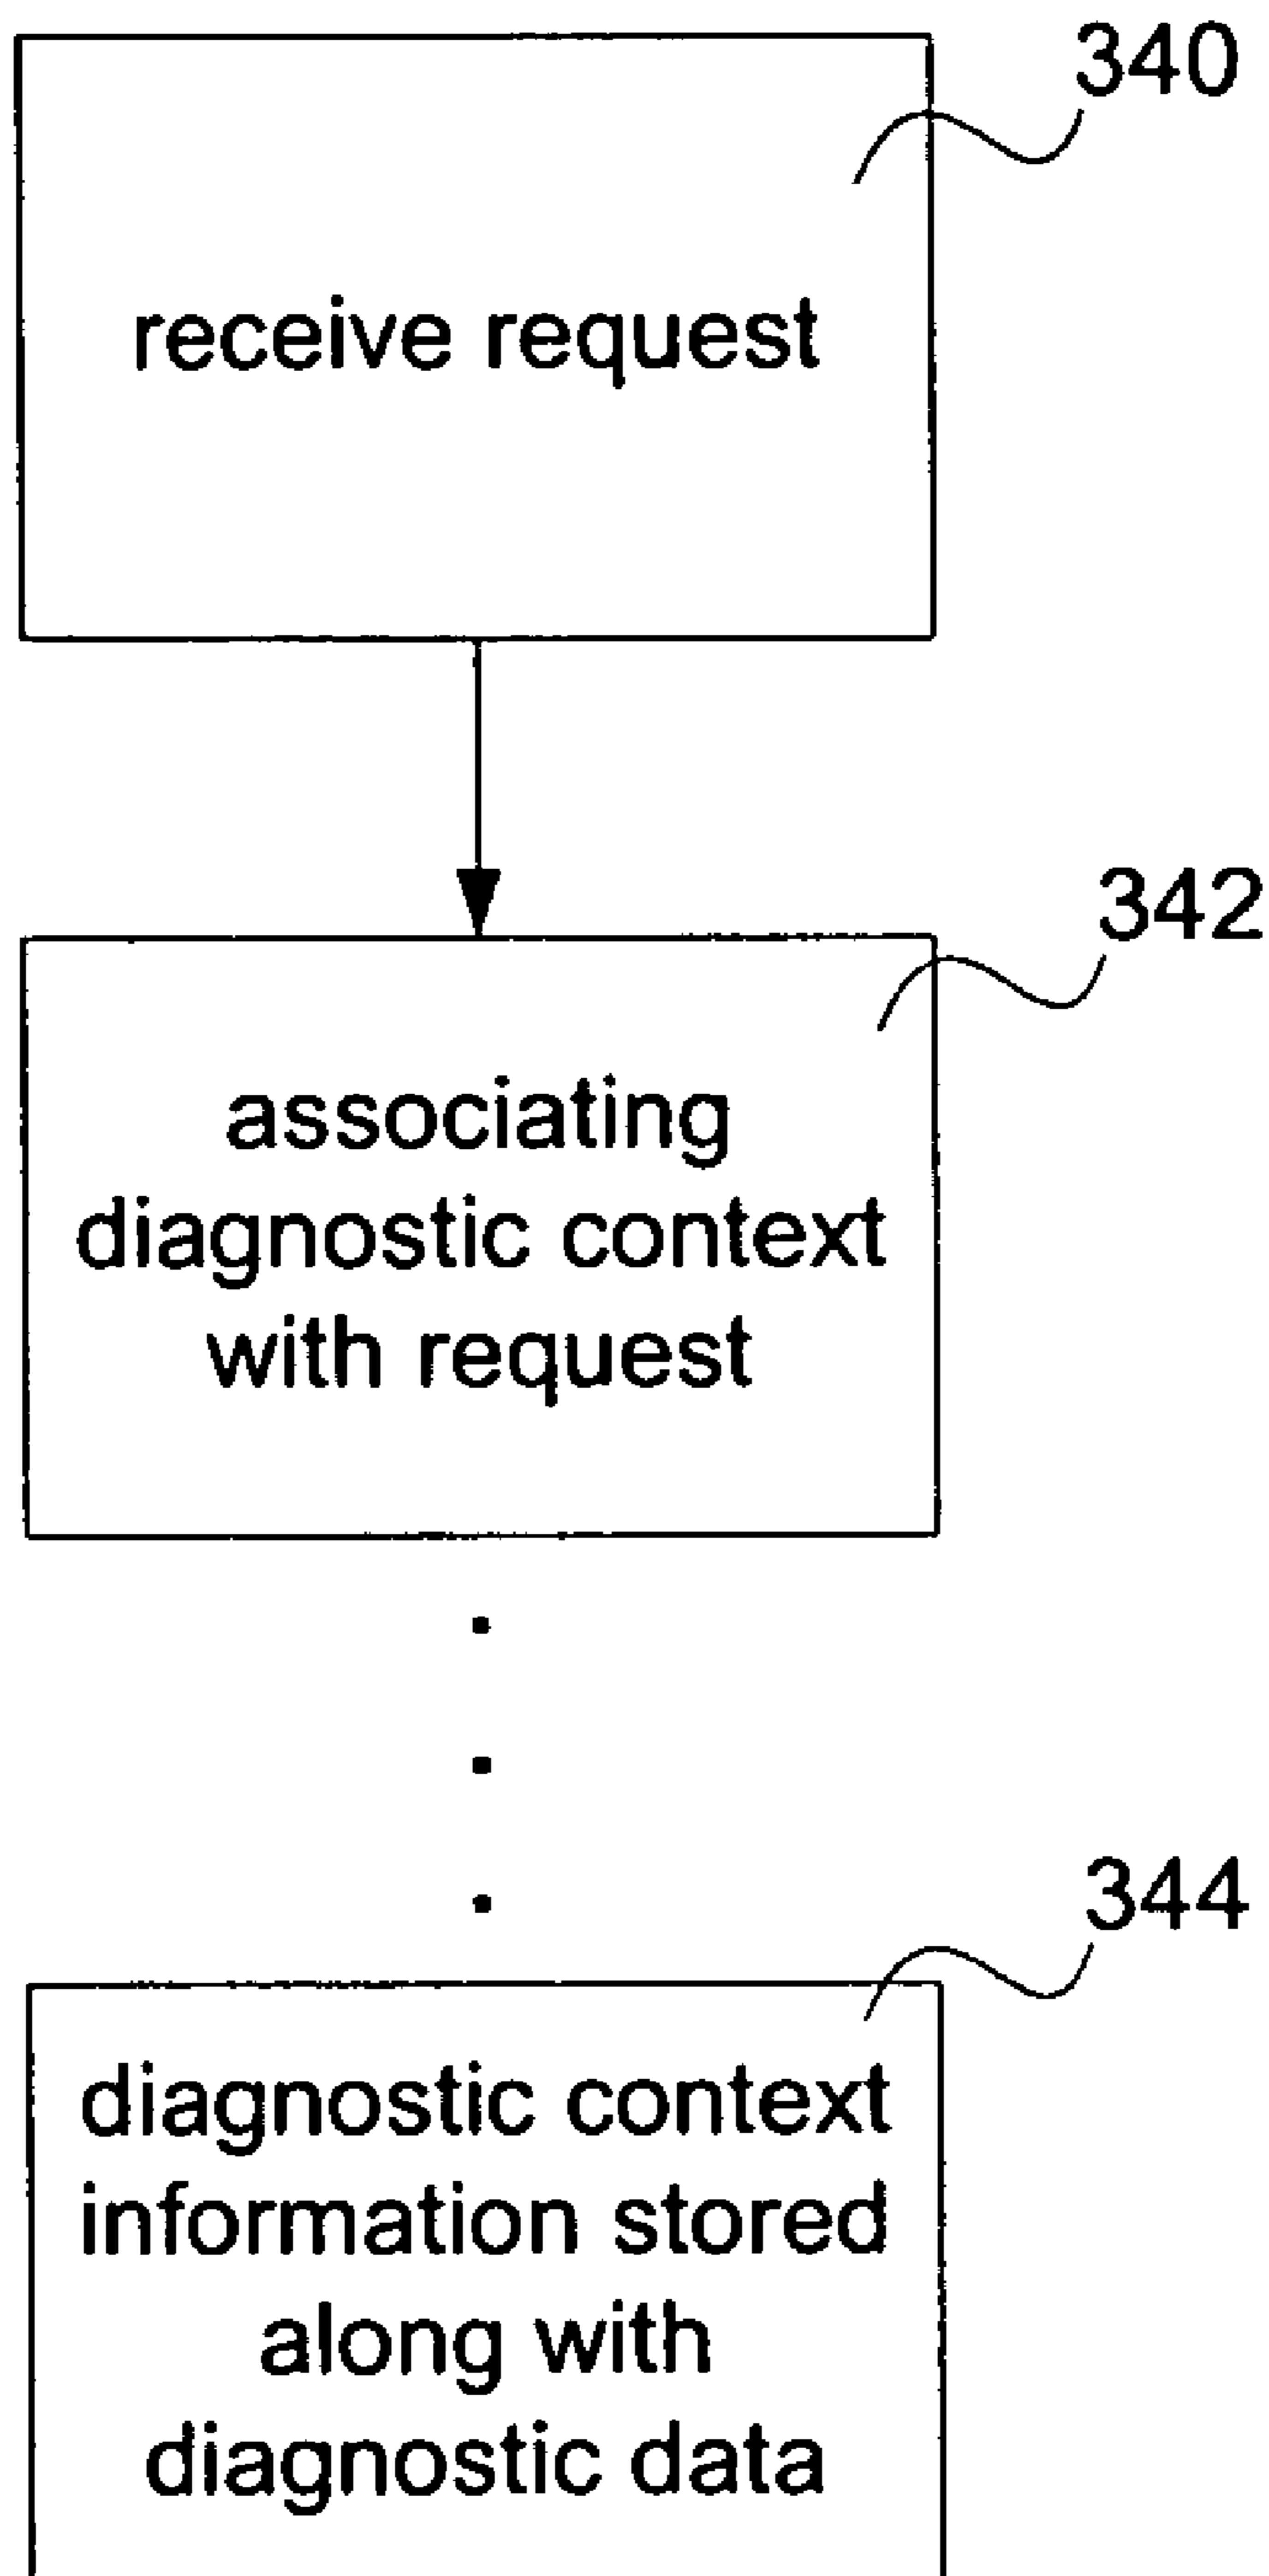 340
receive request
342
associating
diagnostic context
with request
344
diagnostic context
information stored
along with
diagnostic data